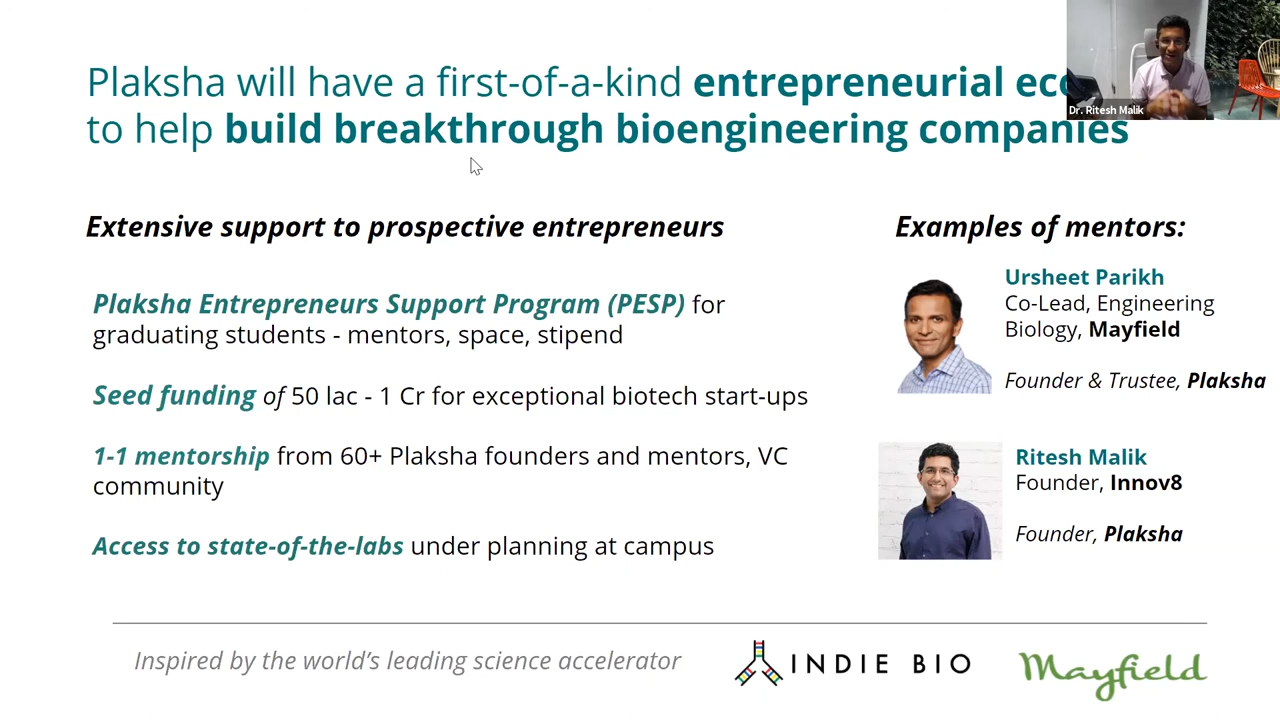 Plaksha will have a first-of-a-kind entrepreneurial
to help build breakthrough bioengineering companies
Dr. Ritesh Malik
Extensive support to prospective entrepreneurs
Plaksha Entrepreneurs Support Program (PESP) for
graduating students - mentors, space, stipend
Seed funding of 50 lac - 1 Cr for exceptional biotech start-ups
1-1 mentorship from 60+ Plaksha founders and mentors, VC
community
Access to state-of-the-labs under planning at campus
Examples of mentors:
Ursheet Parikh
Co-Lead, Engineering
Biology, Mayfield
Founder & Trustee, Plaksha
Ritesh Malik
Founder, Innov8
Founder, Plaksha
Inspired by the world's leading science accelerator
INDIE BIO
Mayfield